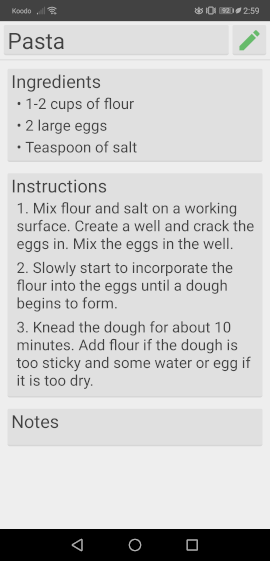 Koodo 2:59
Pasta
Ingredients
• 1-2 cups of flour
• 2 large eggs
• Teaspoon of salt
Instructions
1. Mix flour and salt on a working
surface. Create a well and crack the
eggs in. Mix the eggs in the well.
2. Slowly start to incorporate the
flour into the eggs until a dough
begins to form.
3. Knead the dough for about 10
minutes. Add flour if the dough is
too sticky and some water or egg if
it is too dry.
Notes